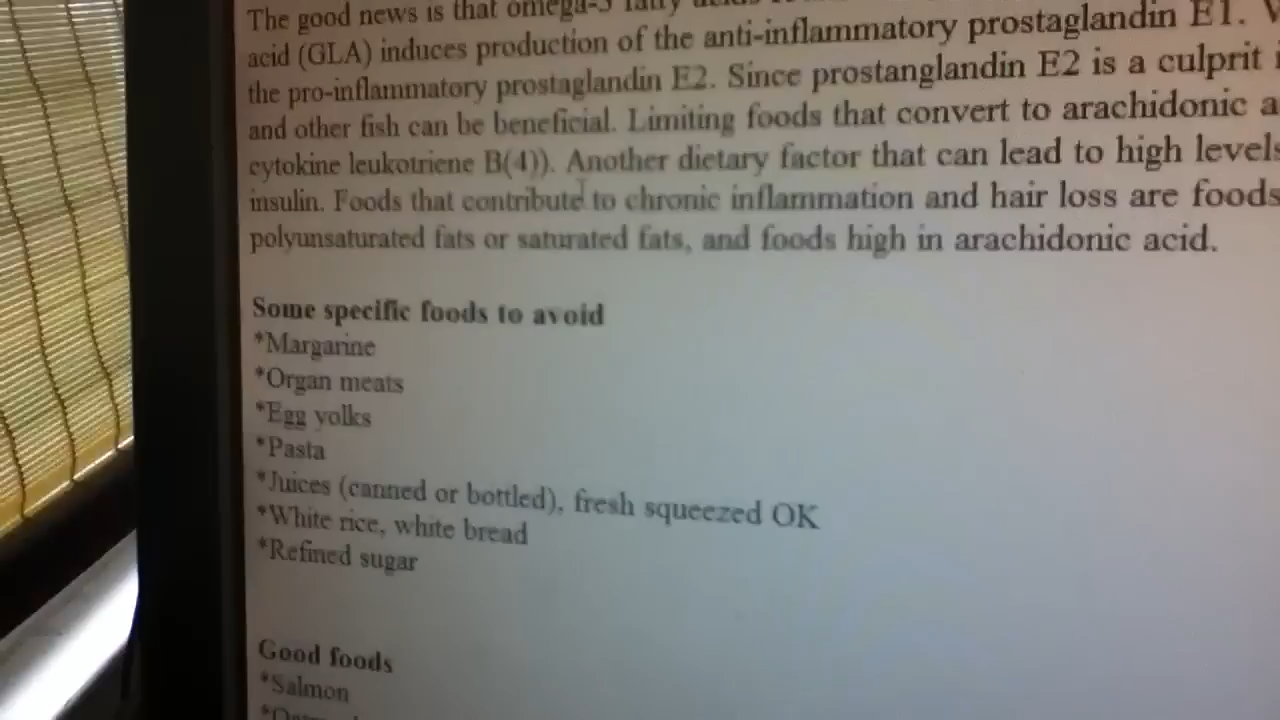 The good news is that omega-3 fatty acids
acid (GLA) induces production of the anti-inflammatory prostaglandin E1.
the pro-inflammatory prostaglandin E2. Since prostanglandin E2 is a culprit
and other fish can be beneficial. Limiting foods that convert to arachidonic
cytokine leukotriene B(4)). Another dietary factor that can lead to high levels
insulin. Foods that contribute to chronic inflammation and hair loss are foods
polyunsaturated fats or saturated fats, and foods high in arachidonic acid.
Some specific foods to avoid
*Margarine
*Organ meats
*Egg yolks
*Pasta
*Juices (canned or bottled), fresh squeezed OK
*White rice, white bread
*Refined sugar
Good foods
*Salmon